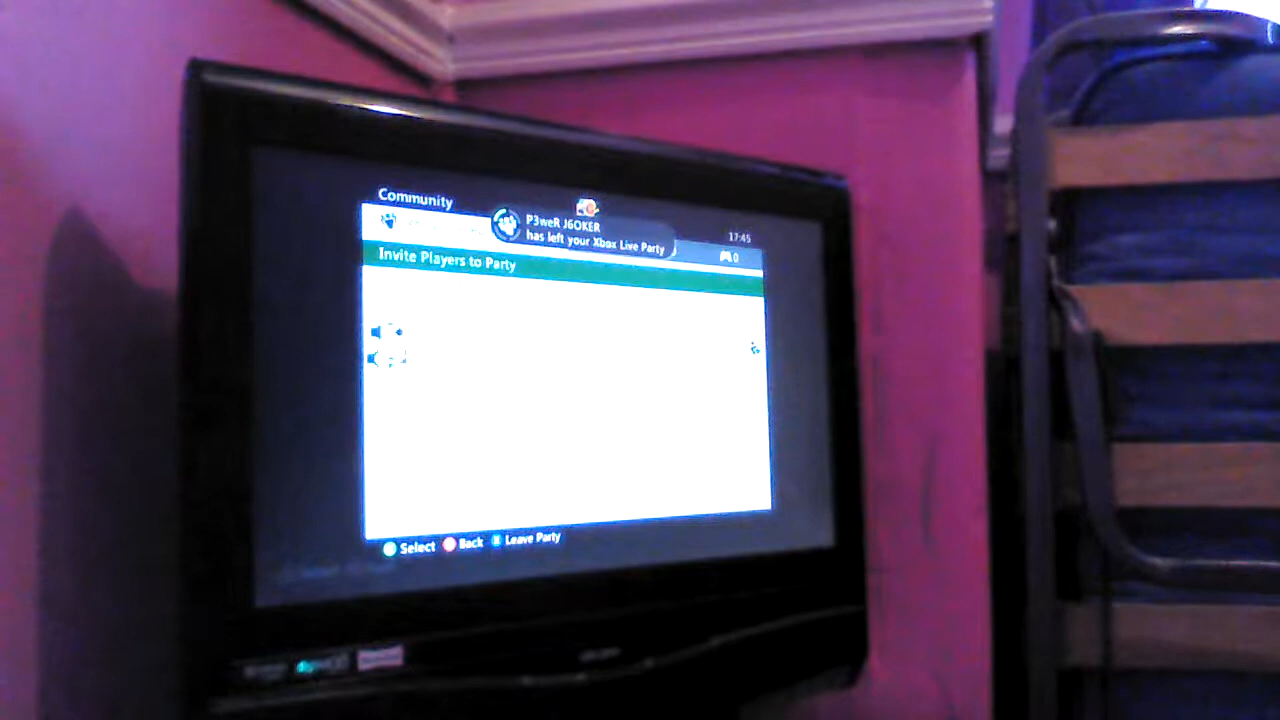 Community
P3weR J6OKER
has left your Xbox Live Party
17:45
0
Invite Players to Party
Select Back X Leave Party